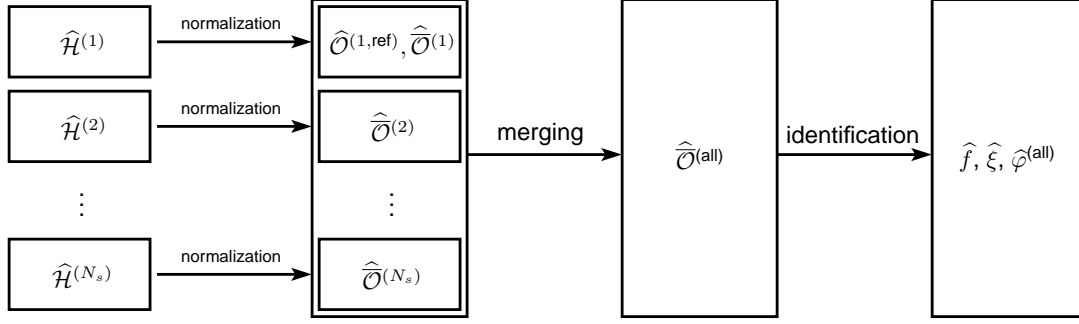 Ĥ^(1) normalization Ô^(1,ref), Ō̂^(1)
Ĥ^(2) normalization Ō̂^(2) merging Ō̂^(all) identification f̂, ξ̂, φ̂^(all)
⋮ ⋮
Ĥ^(N_s) normalization Ō̂^(N_s)